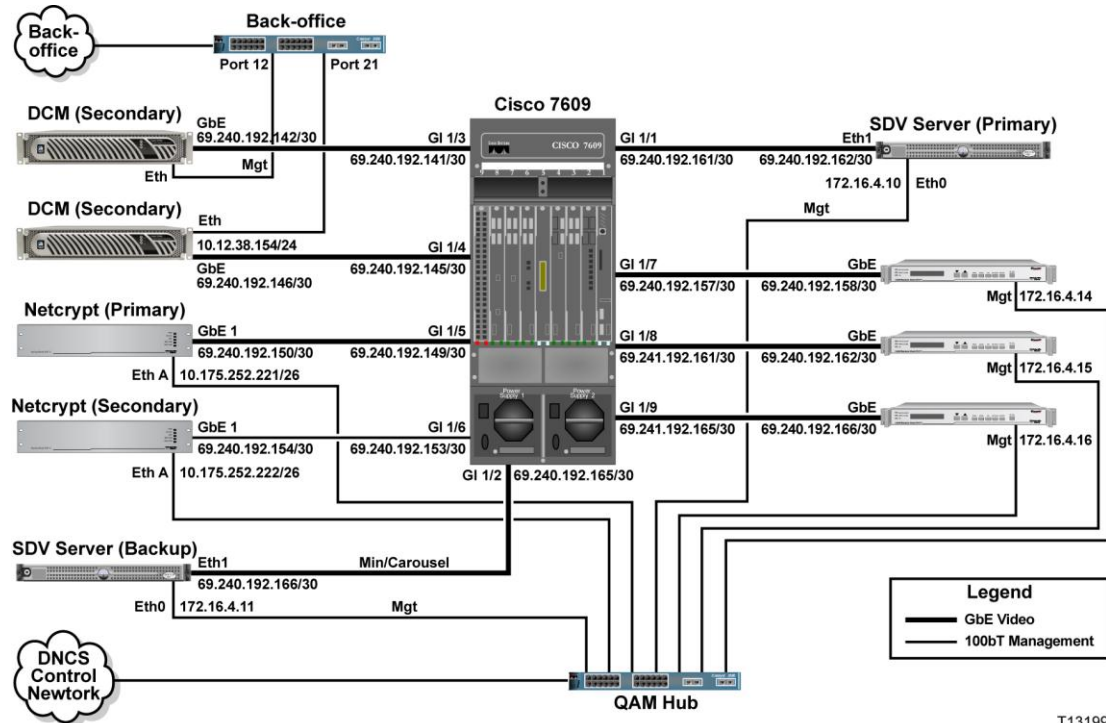 Back-office
Back-
office
Port 12
Port 21
DCM (Secondary)
GbE
69.240.192.142/30
Mgt
Eth
GI 1/3
69.240.192.141/30
Cisco 7609
CISCO 7609
GI 1/1
69.240.192.161/30
Eth1
69.240.192.162/30
SDV Server (Primary)
172.16.4.10
Eth0
Mgt
DCM (Secondary)
Eth
10.12.38.154/24
GbE
69.240.192.146/30
GI 1/4
69.240.192.145/30
GI 1/7
69.240.192.157/30
GbE
69.240.192.158/30
Mgt
172.16.4.14
Netcrypt (Primary)
GbE 1
69.240.192.150/30
Eth A
10.175.252.221/26
GI 1/5
69.240.192.149/30
GI 1/8
69.241.192.161/30
GbE
69.240.192.162/30
Mgt
172.16.4.15
Netcrypt (Secondary)
GbE 1
69.240.192.154/30
Eth A
10.175.252.222/26
GI 1/6
69.240.192.153/30
Power
Supply 1
Power
Supply 2
GI 1/9
69.241.192.165/30
GbE
69.240.192.166/30
Mgt
172.16.4.16
GI 1/2
69.240.192.165/30
SDV Server (Backup)
Eth1
69.240.192.166/30
Min/Carousel
Eth0
172.16.4.11
Mgt
Legend
GbE Video
100bT Management
DNCS
Control
Newtork
QAM Hub
T13199